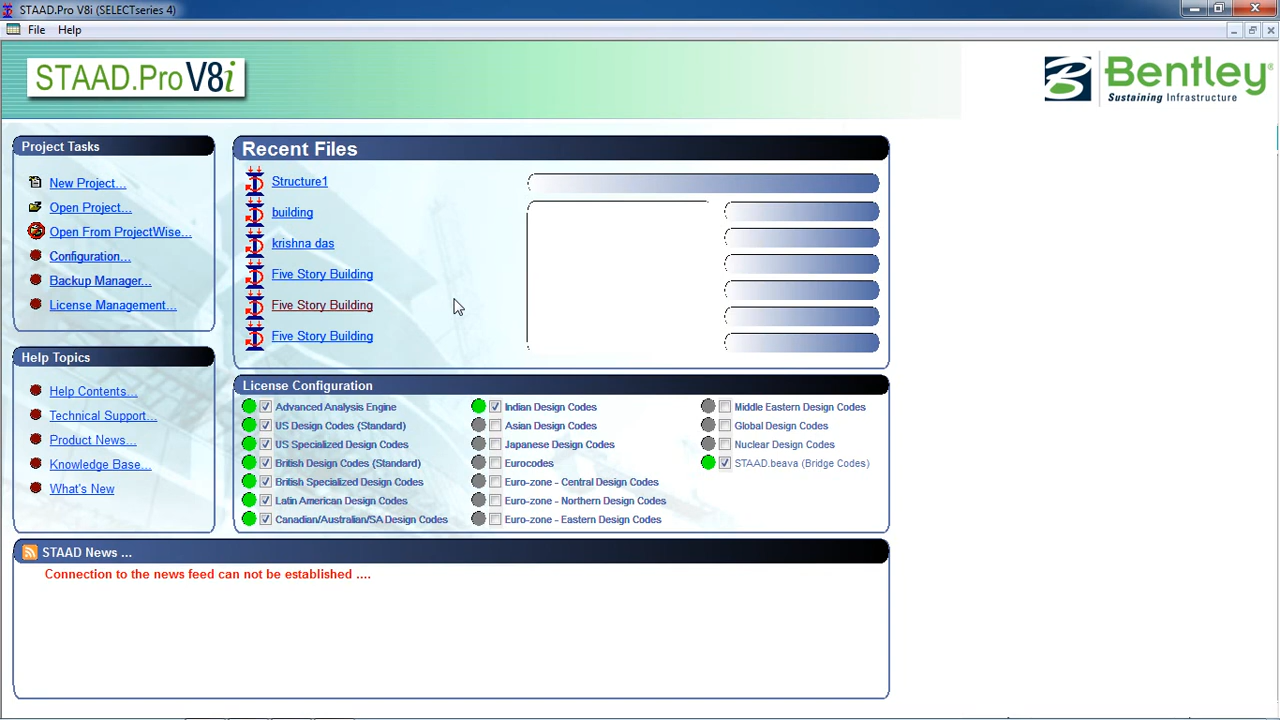 STAAD.Pro V8i (SELECTseries 4)
File Help
STAAD.Pro V8i
Bentley
Sustaining Infrastructure
Project Tasks
New Project...
Open Project...
Open From ProjectWise...
Configuration...
Backup Manager...
License Management...
Recent Files
Structure1
building
krishna das
Five Story Building
Five Story Building
Five Story Building
Help Topics
Help Contents...
Technical Support...
Product News...
Knowledge Base...
What's New
License Configuration
Advanced Analysis Engine
US Design Codes (Standard)
US Specialized Design Codes
British Design Codes (Standard)
British Specialized Design Codes
Latin American Design Codes
Canadian/Australian/SA Design Codes
Indian Design Codes
Asian Design Codes
Japanese Design Codes
Eurocodes
Euro-zone - Central Design Codes
Euro-zone - Northern Design Codes
Euro-zone - Eastern Design Codes
Middle Eastern Design Codes
Global Design Codes
Nuclear Design Codes
STAAD.beava (Bridge Codes)
STAAD News ...
Connection to the news feed can not be established ....